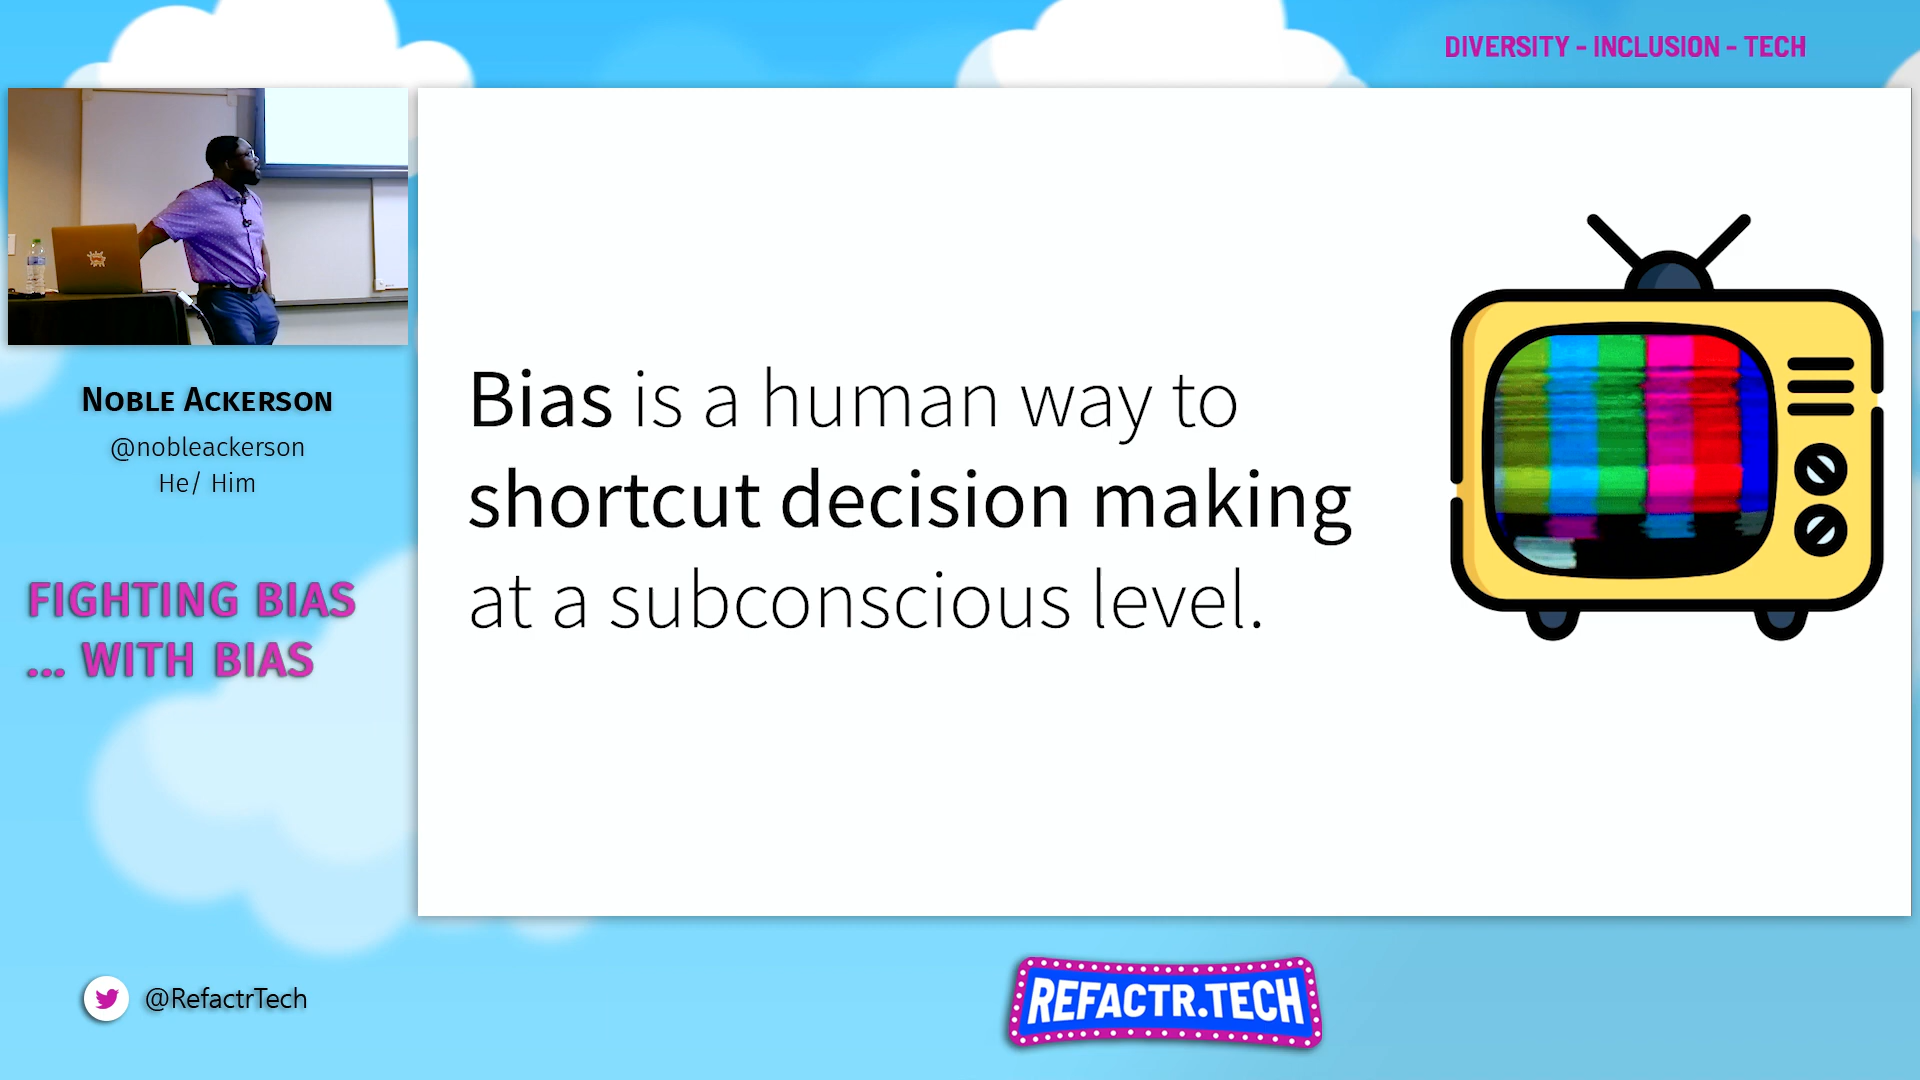 DIVERSITY - INCLUSION - TECH
NOBLE ACKERSON
@nobleackerson
He/ Him
FIGHTING BIAS
... WITH BIAS
Bias is a human way to
shortcut decision making
at a subconscious level.
@RefactrTech
REFACTR.TECH